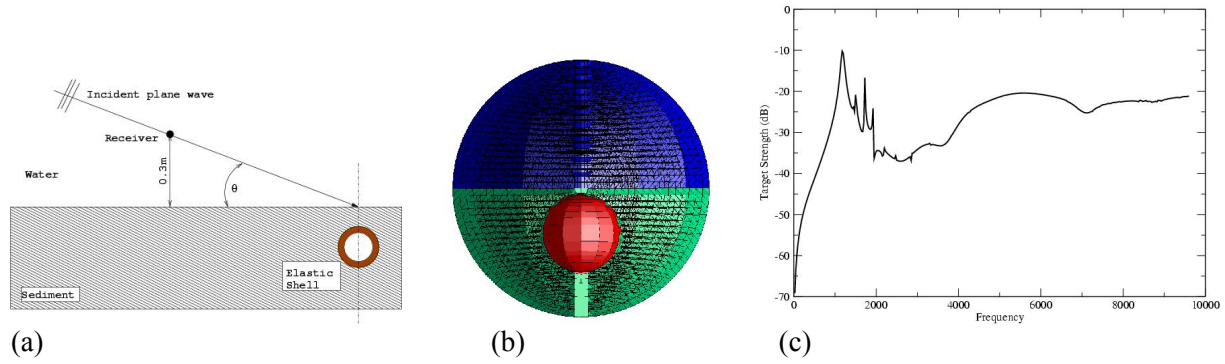 Incident plane wave
Receiver
0.3m
Water
θ
Elastic
Shell
Sediment
(a)
(b)
0
-10
-20
-30
-40
-50
-60
-70
Target Strength (dB)
0 2000 4000 6000 8000 10000
Frequency
(c)